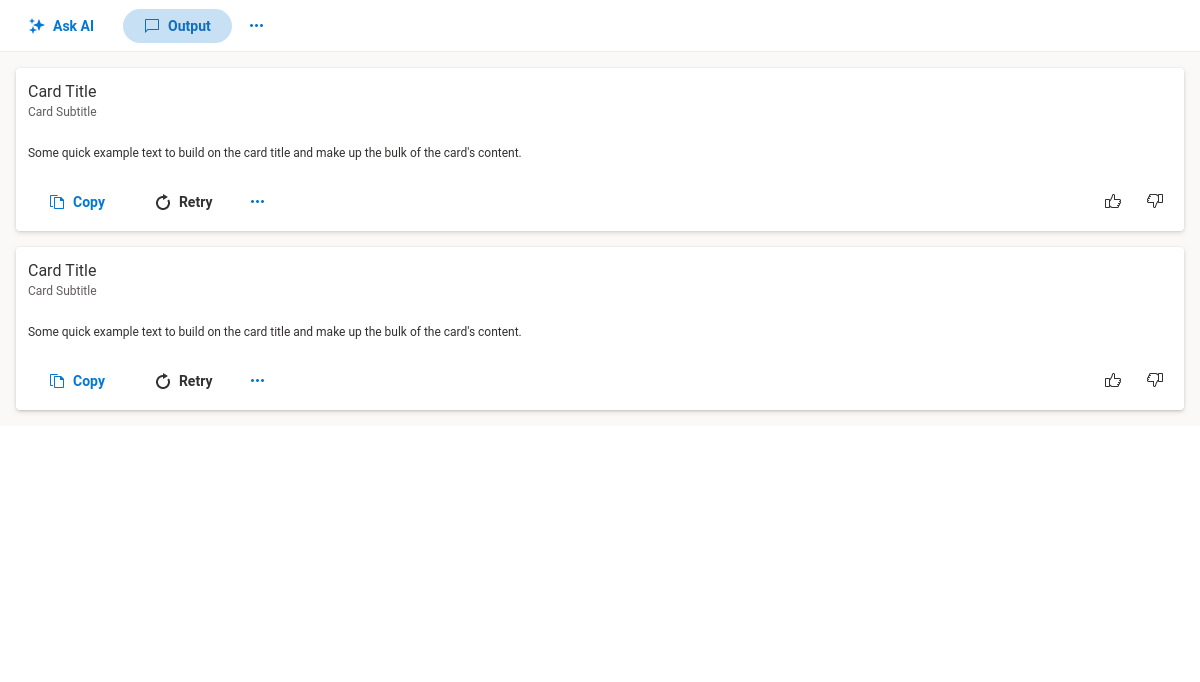 Ask AI Output
Card Title
Card Subtitle
Some quick example text to build on the card title and make up the bulk of the card's content.
Copy Retry
Card Title
Card Subtitle
Some quick example text to build on the card title and make up the bulk of the card's content.
Copy Retry